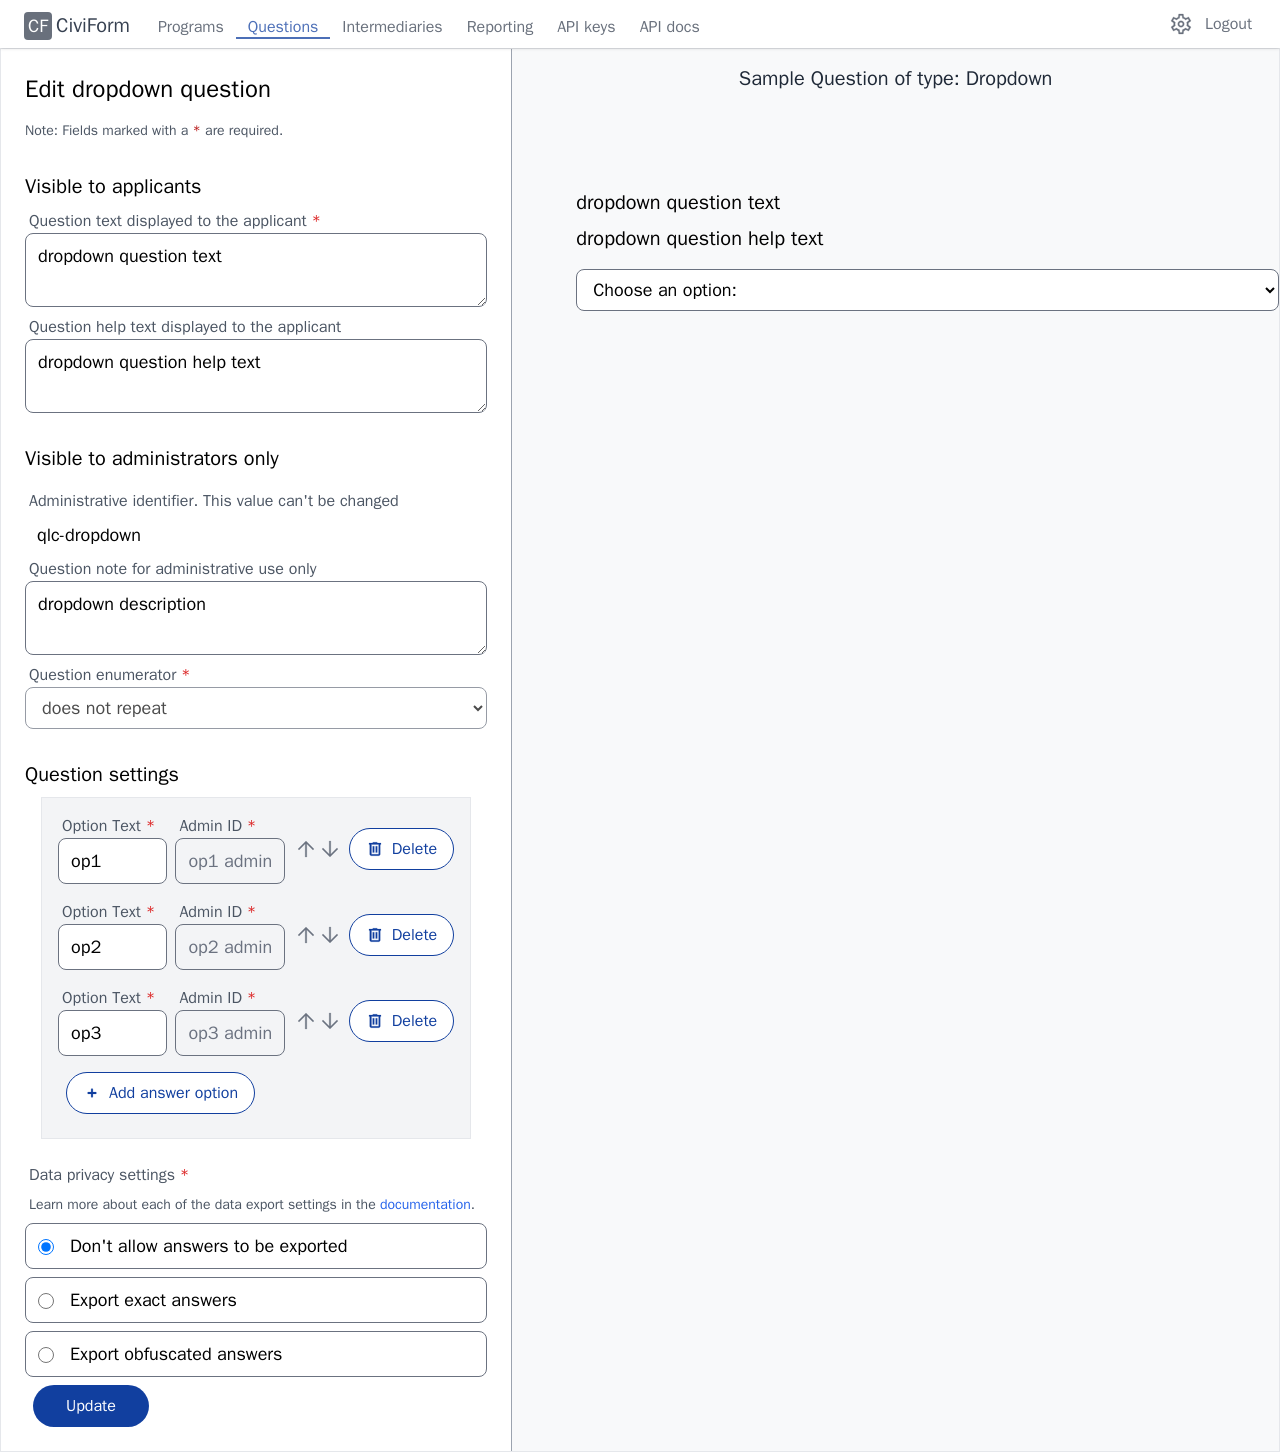 CF CiviForm Programs Questions Intermediaries Reporting API keys API docs Logout
Edit dropdown question
Note: Fields marked with a * are required.
Visible to applicants
Question text displayed to the applicant *
dropdown question text
Question help text displayed to the applicant
dropdown question help text
Visible to administrators only
Administrative identifier. This value can't be changed
qlc-dropdown
Question note for administrative use only
dropdown description
Question enumerator *
does not repeat
Question settings
Option Text * Admin ID *
op1 op1 admin Delete
Option Text * Admin ID *
op2 op2 admin Delete
Option Text * Admin ID *
op3 op3 admin Delete
+ Add answer option
Data privacy settings *
Learn more about each of the data export settings in the documentation.
Don't allow answers to be exported
Export exact answers
Export obfuscated answers
Update
Sample Question of type: Dropdown
dropdown question text
dropdown question help text
Choose an option: